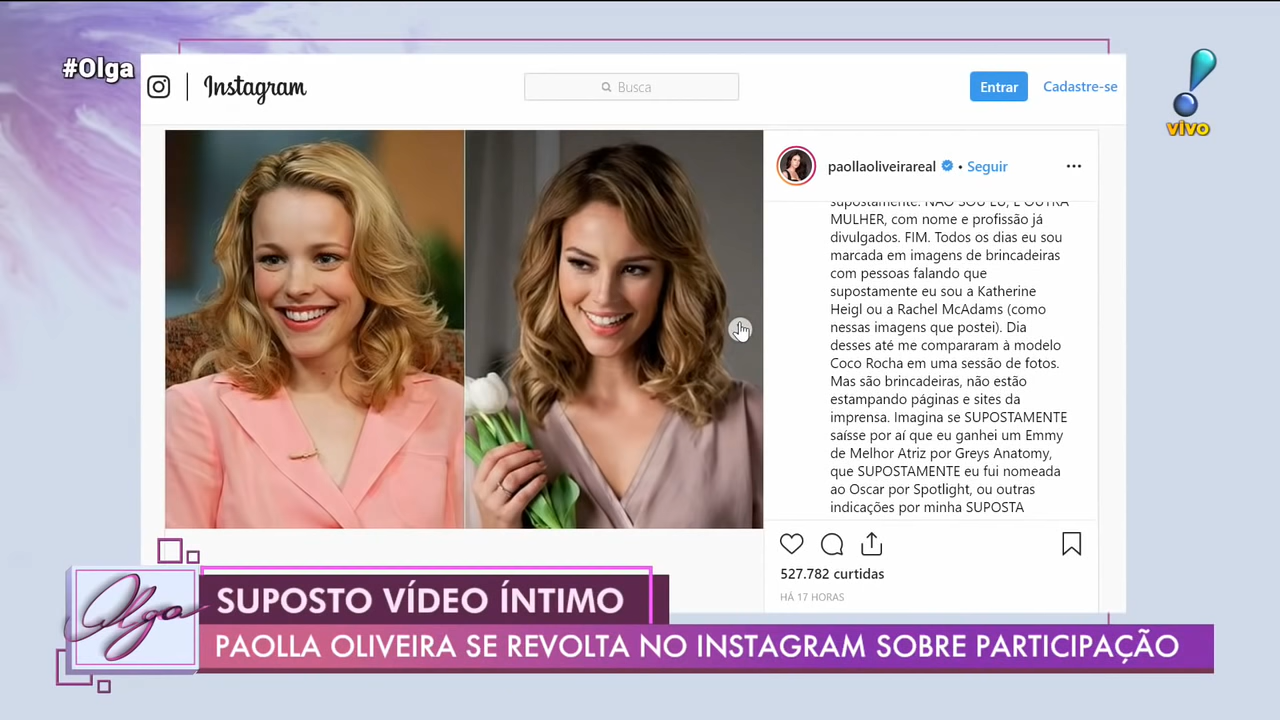 #Olga
Instagram
Busca
Entrar
Cadastre-se
vivo
paollaoliveirareal • Seguir
supostamente. NÃO SOU EU, É OUTRA
MULHER, com nome e profissão já
divulgados. FIM. Todos os dias eu sou
marcada em imagens de brincadeiras
com pessoas falando que
supostamente eu sou a Katherine
Heigl ou a Rachel McAdams (como
nessas imagens que postei). Dia
desses até me compararam à modelo
Coco Rocha em uma sessão de fotos.
Mas são brincadeiras, não estão
estampando páginas e sites da
imprensa. Imagina se SUPOSTAMENTE
saísse por aí que eu ganhei um Emmy
de Melhor Atriz por Greys Anatomy,
que SUPOSTAMENTE eu fui nomeada
ao Oscar por Spotlight, ou outras
indicações por minha SUPOSTA
527.782 curtidas
HÁ 17 HORAS
Olga
SUPOSTO VÍDEO ÍNTIMO
PAOLLA OLIVEIRA SE REVOLTA NO INSTAGRAM SOBRE PARTICIPAÇÃO